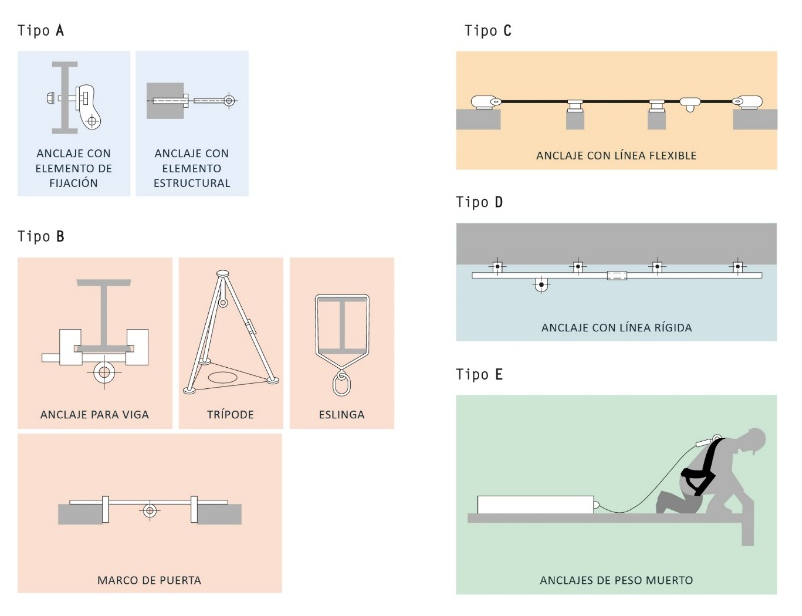 Tipo A
ANCLAJE CON
ELEMENTO DE
FIJACIÓN
ANCLAJE CON
ELEMENTO
ESTRUCTURAL
Tipo B
ANCLAJE PARA VIGA
TRÍPODE
ESLINGA
MARCO DE PUERTA
Tipo C
ANCLAJE CON LÍNEA FLEXIBLE
Tipo D
ANCLAJE CON LÍNEA RÍGIDA
Tipo E
ANCLAJES DE PESO MUERTO